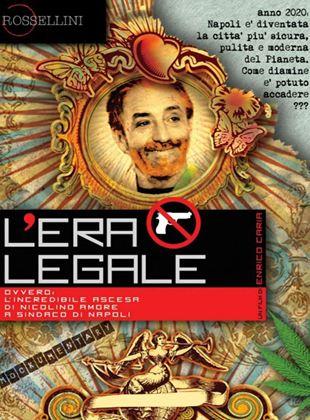 ROSSELLINI
anno 2020.
Napoli e' diventata
la citta' piu' sicura,
pulita e moderna
del Pianeta.
Come diamine
e' potuto
accadere
???
L'ERA
LEGALE
OVVERO:
L'INCREDIBILE ASCESA
DI NICOLINO AMORE
A SINDACO DI NAPOLI
UN FILM DI ENRICO CARIA
MOCKUMENTARY